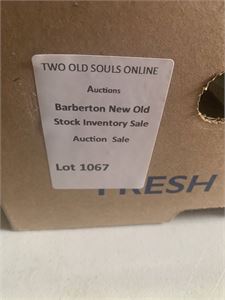 TWO OLD SOULS ONLINE
Auctions
Barberton New Old
Stock Inventory Sale
Auction Sale
Lot 1067
FRESH